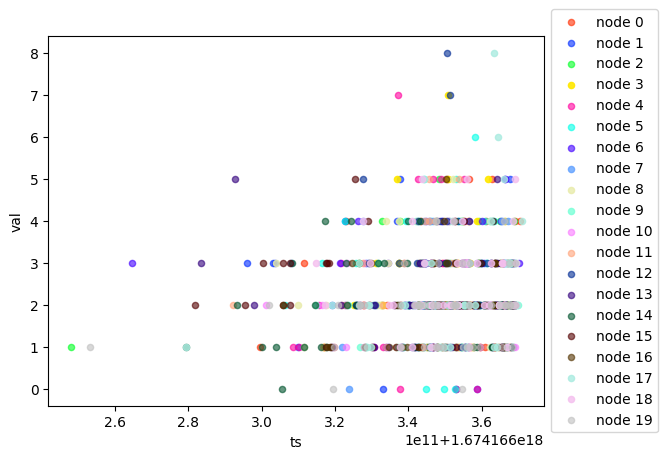 8
7
6
5
4
3
2
1
0
val
2.6
2.8
3.0
3.2
3.4
3.6
ts
1e11+1.674166e18
node 0
node 1
node 2
node 3
node 4
node 5
node 6
node 7
node 8
node 9
node 10
node 11
node 12
node 13
node 14
node 15
node 16
node 17
node 18
node 19